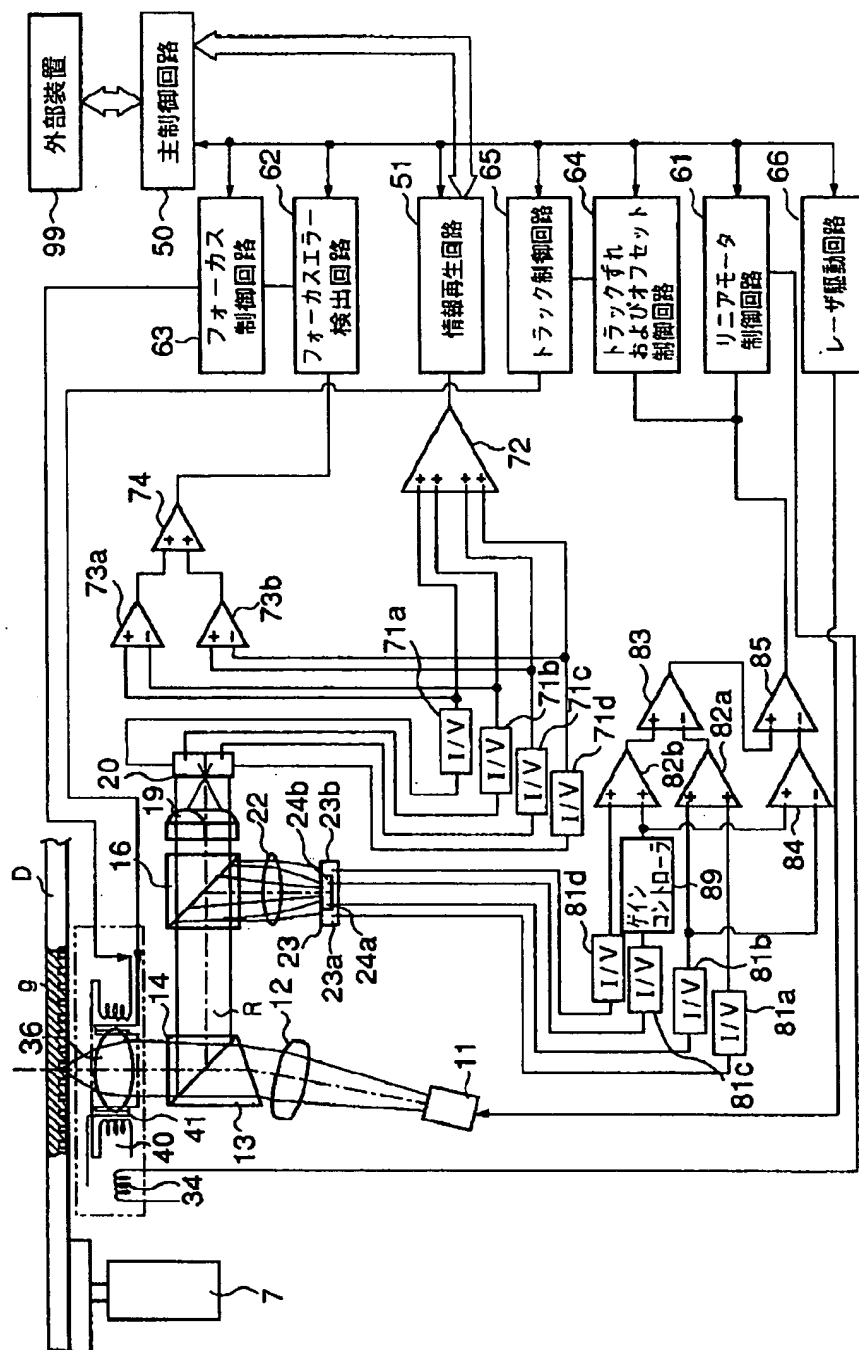 外部装置
99
主制御回路
50
フォーカス
制御回路
63
フォーカスエラー
検出回路
62
情報再生回路
51
トラック制御回路
65
トラックずれ
およびオフセット
制御回路
64
リニアモータ
制御回路
61
レーザ駆動回路
66
74
+
+
73a
+
-
73b
+
-
72
+
+
+
+
71a
I/V
71b
I/V
71c
I/V
71d
I/V
83
+
-
85
+
-
82a
+
+
82b
+
+
84
+
-
ゲイン
コントローラ
89
81d
I/V
81c
I/V
81b
I/V
81a
I/V
20
19
16
22
24b
23b
23
23a
24a
D
g
36
14
R
12
13
11
41
40
34
7